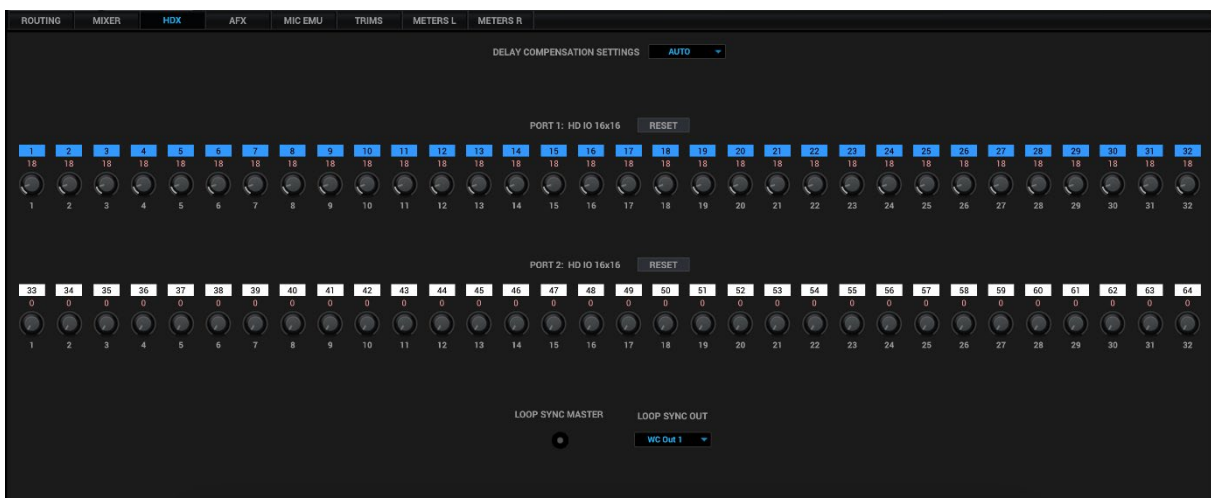 ROUTING MIXER HDX AFX MIC EMU TRIMS METERS L METERS R
DELAY COMPENSATION SETTINGS AUTO
PORT 1: HD IO 16x16 RESET
1 2 3 4 5 6 7 8 9 10 11 12 13 14 15 16 17 18 19 20 21 22 23 24 25 26 27 28 29 30 31 32
18 18 18 18 18 18 18 18 18 18 18 18 18 18 18 18 18 18 18 18 18 18 18 18 18 18 18 18 18 18 18 18
1 2 3 4 5 6 7 8 9 10 11 12 13 14 15 16 17 18 19 20 21 22 23 24 25 26 27 28 29 30 31 32
PORT 2: HD IO 16x16 RESET
33 34 35 36 37 38 39 40 41 42 43 44 45 46 47 48 49 50 51 52 53 54 55 56 57 58 59 60 61 62 63 64
0 0 0 0 0 0 0 0 0 0 0 0 0 0 0 0 0 0 0 0 0 0 0 0 0 0 0 0 0 0 0 0
1 2 3 4 5 6 7 8 9 10 11 12 13 14 15 16 17 18 19 20 21 22 23 24 25 26 27 28 29 30 31 32
LOOP SYNC MASTER LOOP SYNC OUT
WC Out 1